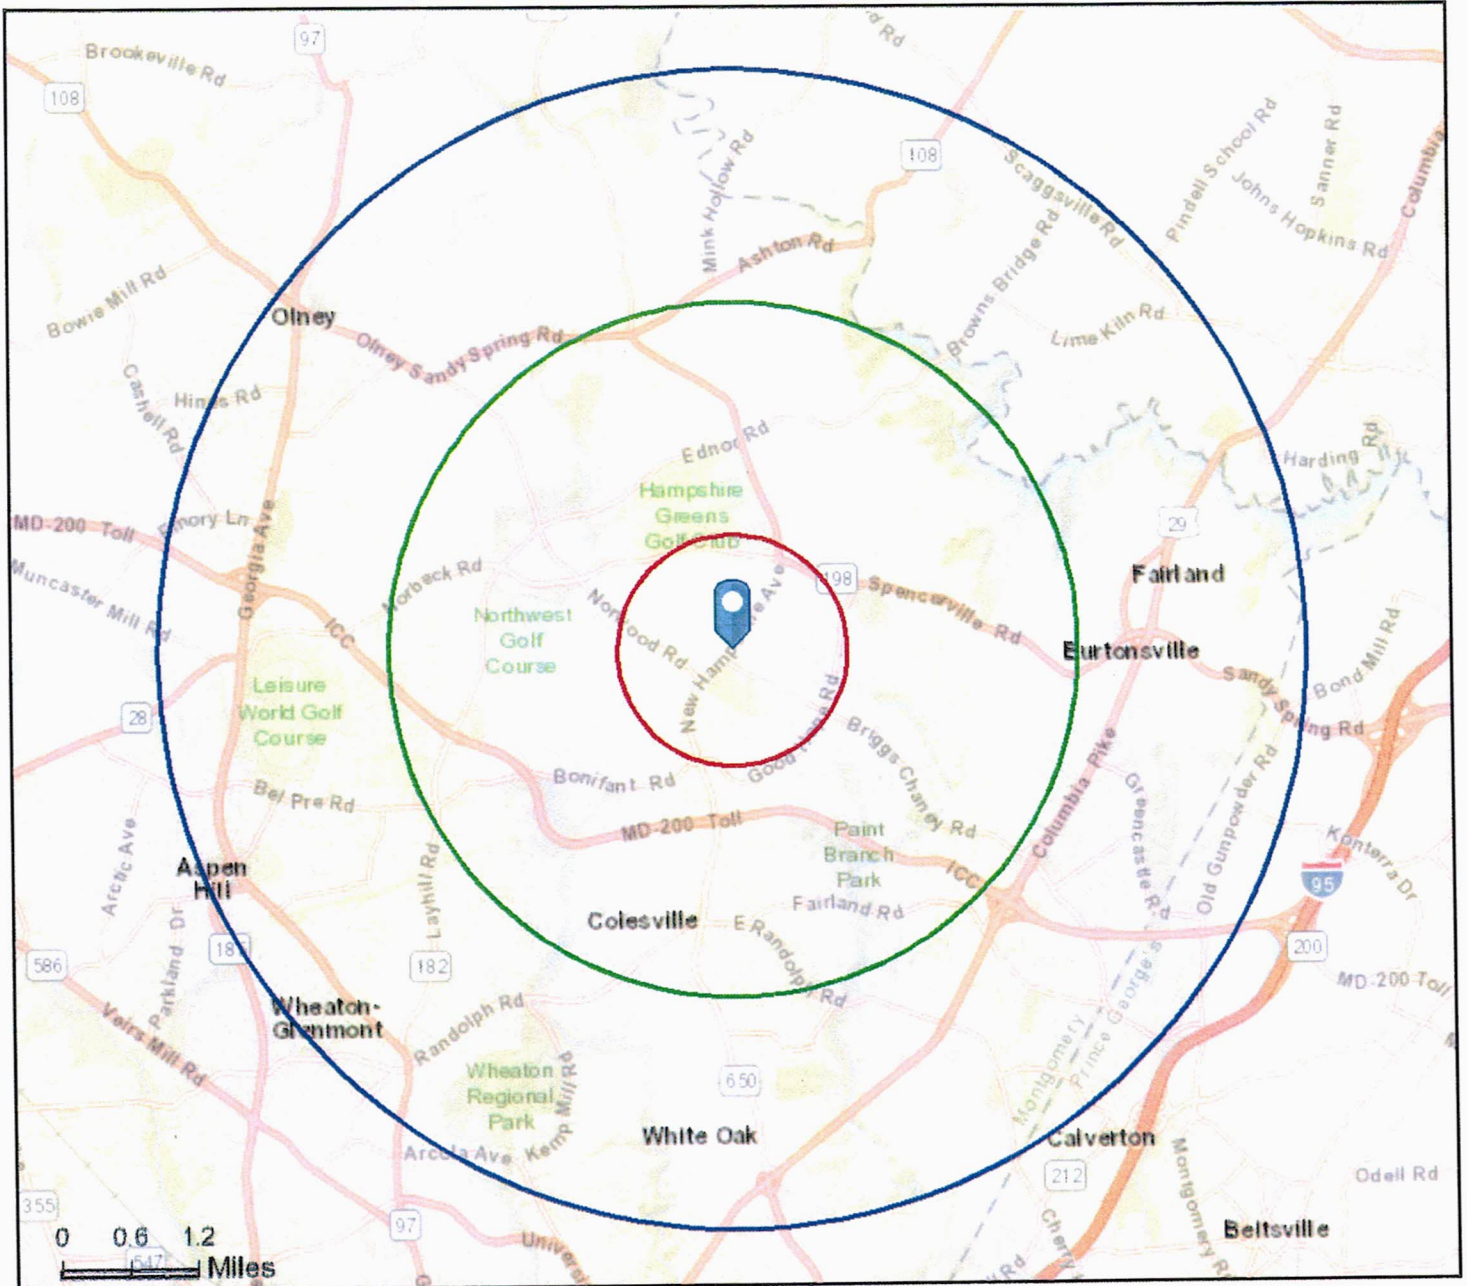 97
Brookeville Rd
108
108
Mink Hollow Rd
Scaggsville Rd
Pindell School Rd
Sanner Rd
Johns Hopkins Rd
Columbia
Ashton Rd
Browns Bridge Rd
Bowie Mill Rd
Olney
Lime Kiln Rd
Olney Sandy Spring Rd
Cashell Rd
Hines Rd
Ednor Rd
Harding Rd
Hampshire
Greens
Golf Club
MD-200 Toll
Emory Ln
29
Georgia Ave
Muncaster Mill Rd
Norbeck Rd
198
Spencerville Rd
Fairland
Norwood Rd
Northwest
Golf
Course
ICC
Burtonsville
Bond Mill Rd
Sandy Spring Rd
Leisure
World Golf
Course
28
New Hampshire Ave
Good Hope Rd
Briggs Chaney Rd
Bonifant Rd
Bel Pre Rd
Columbia Pike
Greencastle Rd
Old Gunpowder Rd
MD-200 Toll
Paint
Branch
Park
Arctic Ave
Aspen
Hill
Layhill Rd
ICC
Konterra Dr
95
Fairland Rd
Colesville
E Randolph Rd
Parkland Dr
185
586
182
200
MD-200 Toll
Wheaton-
Glenmont
Randolph Rd
Veirs Mill Rd
Montgomery
Prince George's
Wheaton
Regional
Park
Kemp Mill Rd
650
White Oak
Calverton
Arcola Ave
212
Montgomery Rd
Odell Rd
355
97
Beltsville
Cherry
Universi
0 0.6 1.2
647
Miles